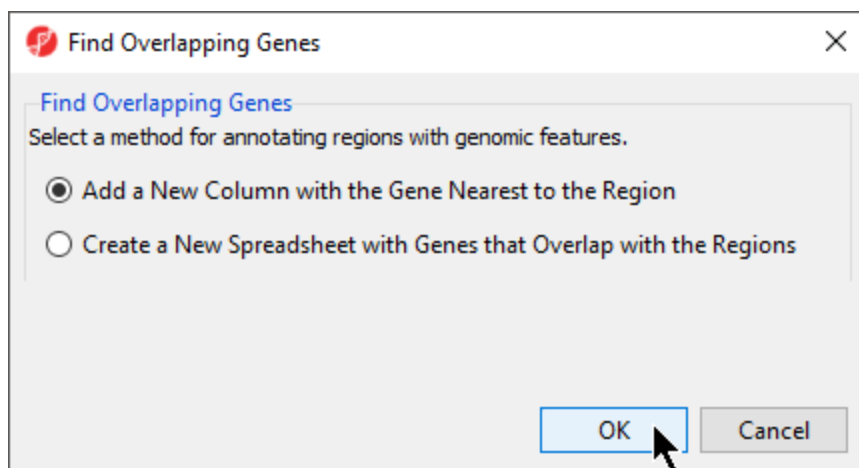 Find Overlapping Genes
Find Overlapping Genes
Select a method for annotating regions with genomic features.
Add a New Column with the Gene Nearest to the Region
Create a New Spreadsheet with Genes that Overlap with the Regions
OK
Cancel